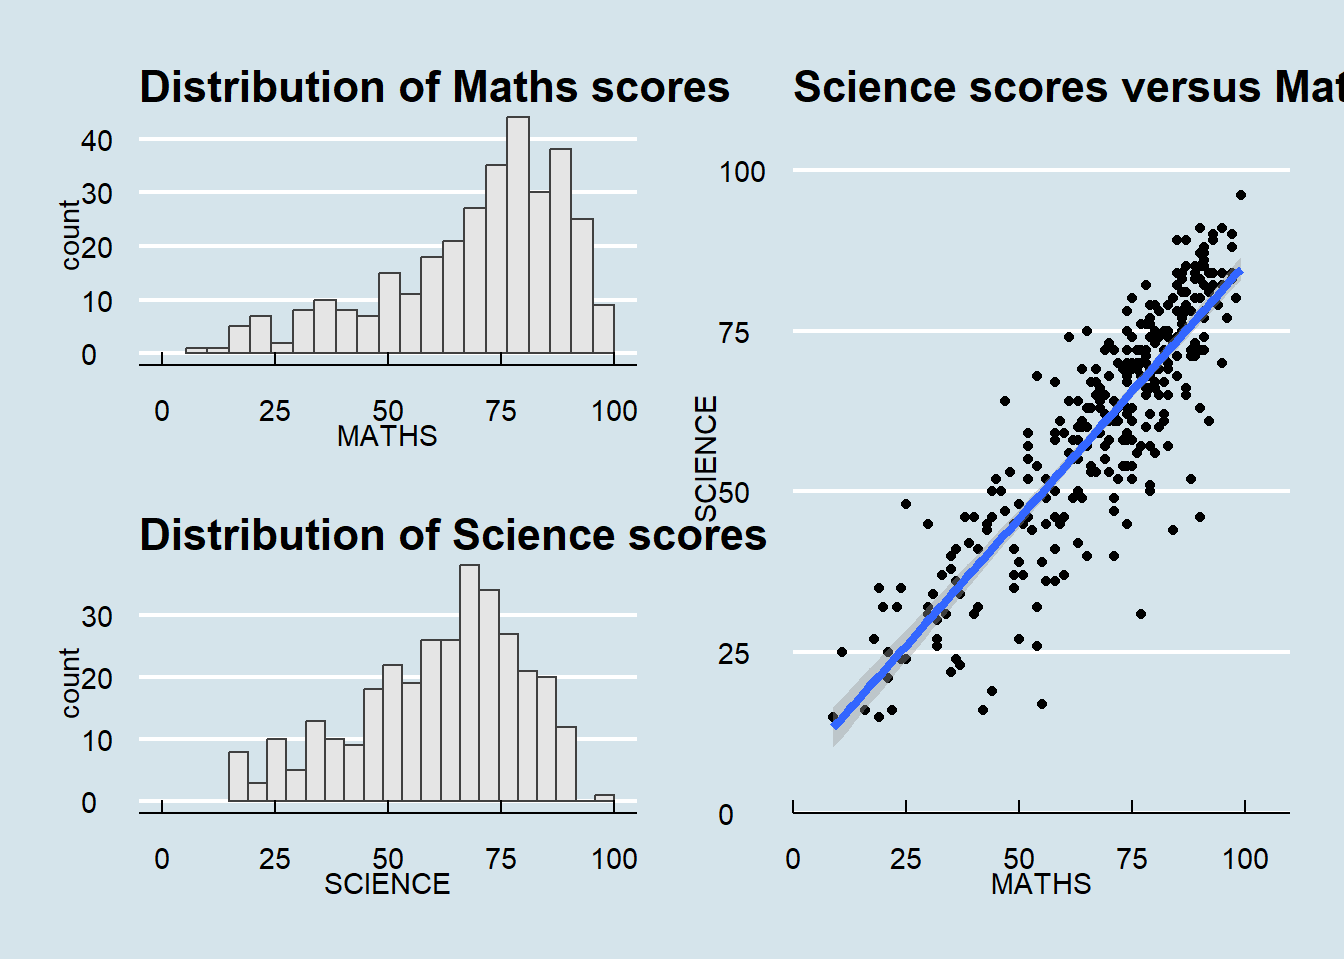 Distribution of Maths scores
count
40
30
20
10
0
0 25 50 75 100
MATHS
Distribution of Science scores
count
30
20
10
0
0 25 50 75 100
SCIENCE
Science scores versus Mat
SCIENCE
100
75
50
25
0
0 25 50 75 100
MATHS